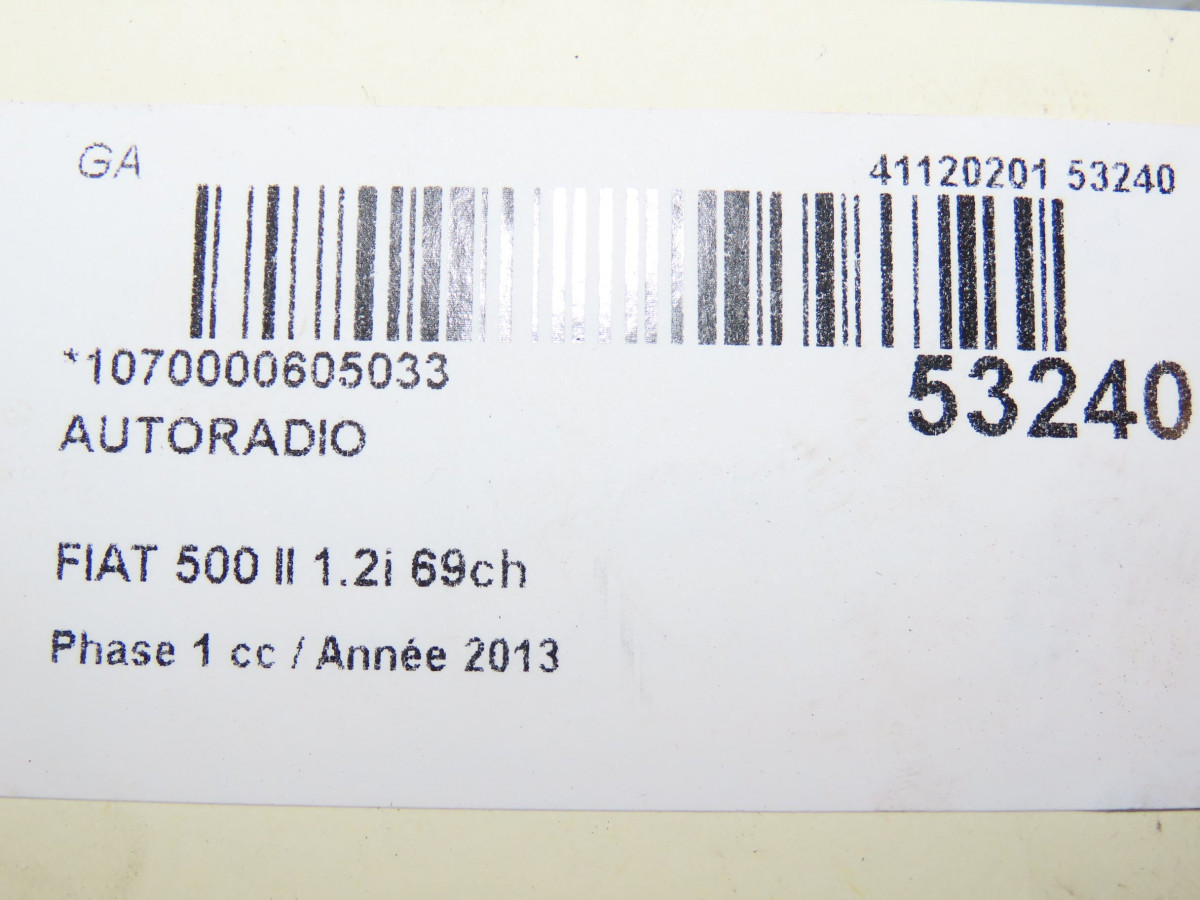 GA
41120201 53240
*1070000605033
53240
AUTORADIO
FIAT 500 II 1.2i 69ch
Phase 1 cc / Année 2013